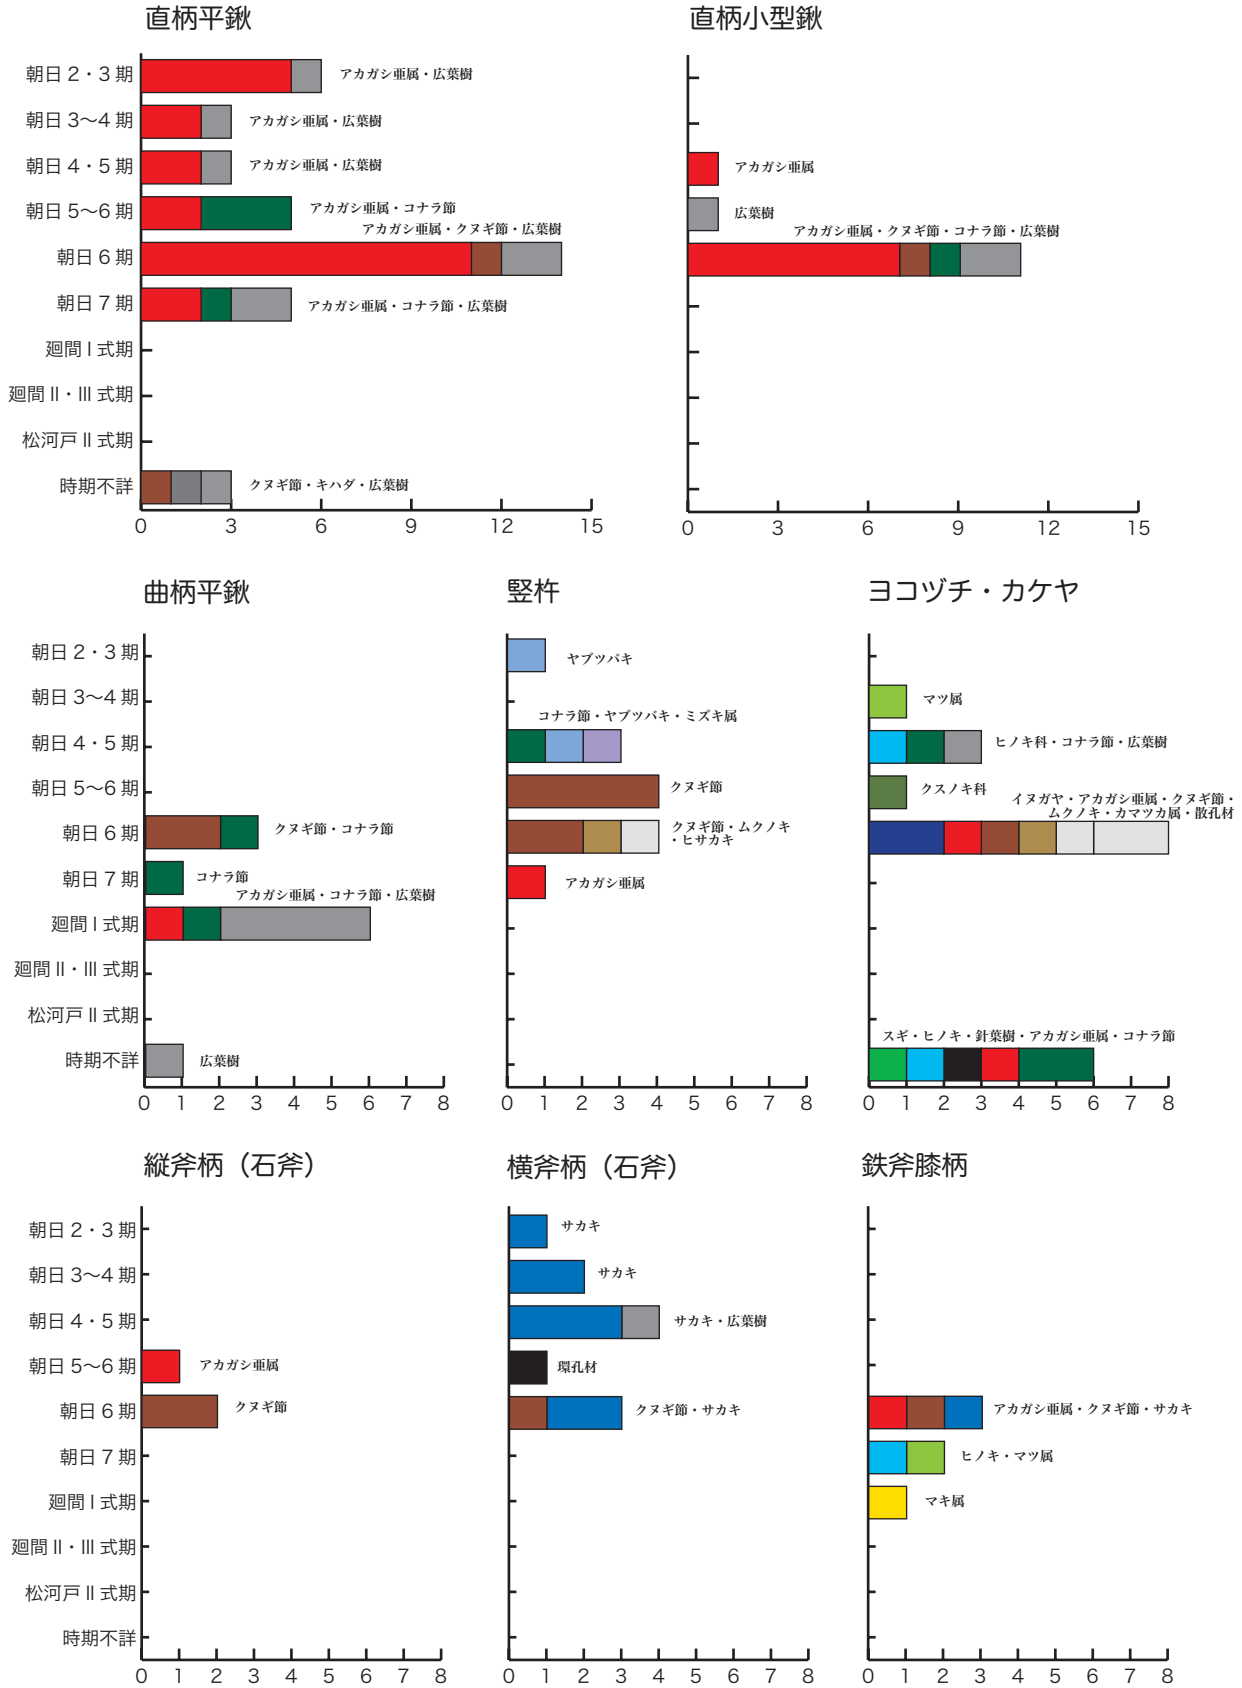 直柄平鍬
直柄小型鍬
朝日 2・3 期
アカガシ亜属・広葉樹
朝日 3〜4 期
アカガシ亜属・広葉樹
朝日 4・5 期
アカガシ亜属・広葉樹
アカガシ亜属
朝日 5〜6 期
アカガシ亜属・コナラ節
広葉樹
アカガシ亜属・クヌギ節・広葉樹
アカガシ亜属・クヌギ節・コナラ節・広葉樹
朝日 6 期
朝日 7 期
アカガシ亜属・コナラ節・広葉樹
廻間 I 式期
廻間 II・III 式期
松河戸 II 式期
時期不詳
クヌギ節・キハダ・広葉樹
0 3 6 9 12 15
0 3 6 9 12 15
曲柄平鍬
竪杵
ヨコヅチ・カケヤ
朝日 2・3 期
ヤブツバキ
朝日 3〜4 期
マツ属
コナラ節・ヤブツバキ・ミズキ属
朝日 4・5 期
ヒノキ科・コナラ節・広葉樹
朝日 5〜6 期
クヌギ節
クスノキ科
イヌガヤ・アカガシ亜属・クヌギ節・
ムクノキ・カマツカ属・散孔材
朝日 6 期
クヌギ節・コナラ節
クヌギ節・ムクノキ
・ヒサカキ
朝日 7 期
コナラ節
アカガシ亜属
アカガシ亜属・コナラ節・広葉樹
廻間 I 式期
廻間 II・III 式期
松河戸 II 式期
スギ・ヒノキ・針葉樹・アカガシ亜属・コナラ節
時期不詳
広葉樹
0 1 2 3 4 5 6 7 8
0 1 2 3 4 5 6 7 8
0 1 2 3 4 5 6 7 8
縦斧柄（石斧）
横斧柄（石斧）
鉄斧膝柄
朝日 2・3 期
サカキ
朝日 3〜4 期
サカキ
朝日 4・5 期
サカキ・広葉樹
朝日 5〜6 期
アカガシ亜属
環孔材
朝日 6 期
クヌギ節
クヌギ節・サカキ
アカガシ亜属・クヌギ節・サカキ
朝日 7 期
ヒノキ・マツ属
廻間 I 式期
マキ属
廻間 II・III 式期
松河戸 II 式期
時期不詳
0 1 2 3 4 5 6 7 8
0 1 2 3 4 5 6 7 8
0 1 2 3 4 5 6 7 8